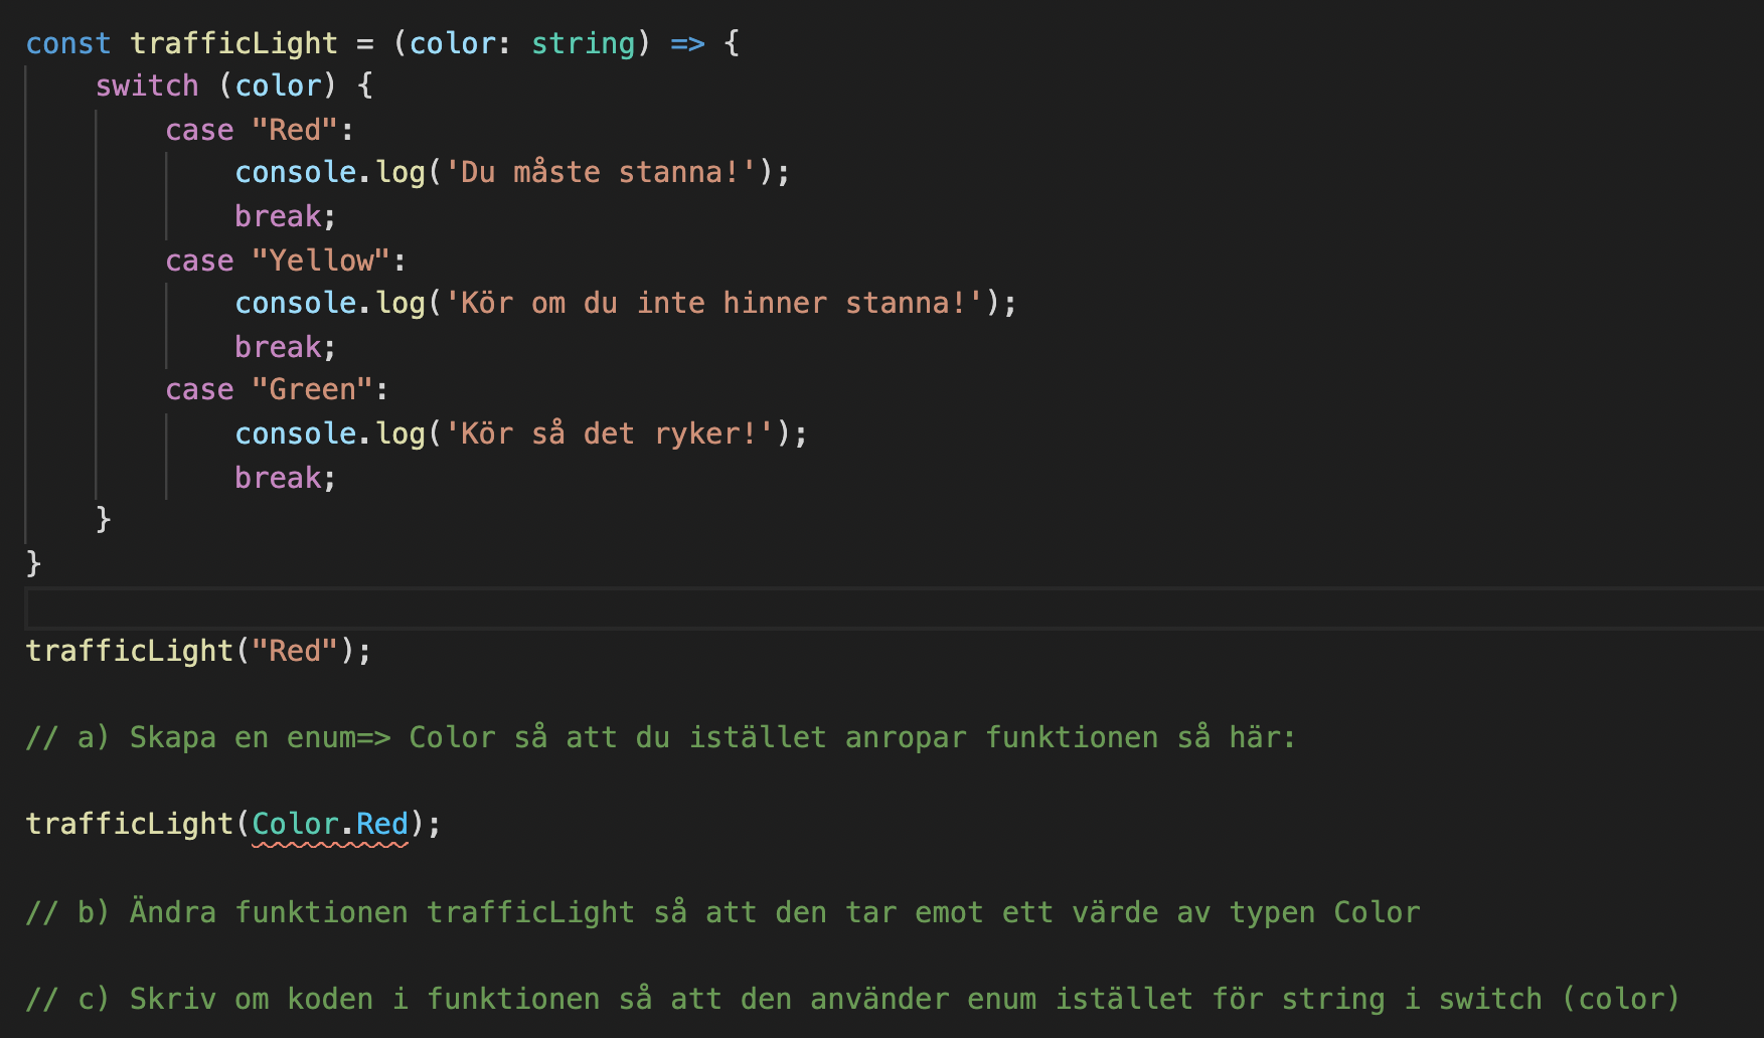 const trafficLight = (color: string) => {
    switch (color) {
        case "Red":
            console.log('Du måste stanna!');
            break;
        case "Yellow":
            console.log('Kör om du inte hinner stanna!');
            break;
        case "Green":
            console.log('Kör så det ryker!');
            break;
    }
}
trafficLight("Red");
// a) Skapa en enum=> Color så att du istället anropar funktionen så här:
trafficLight(Color.Red);
// b) Ändra funktionen trafficLight så att den tar emot ett värde av typen Color
// c) Skriv om koden i funktionen så att den använder enum istället för string i switch (color)